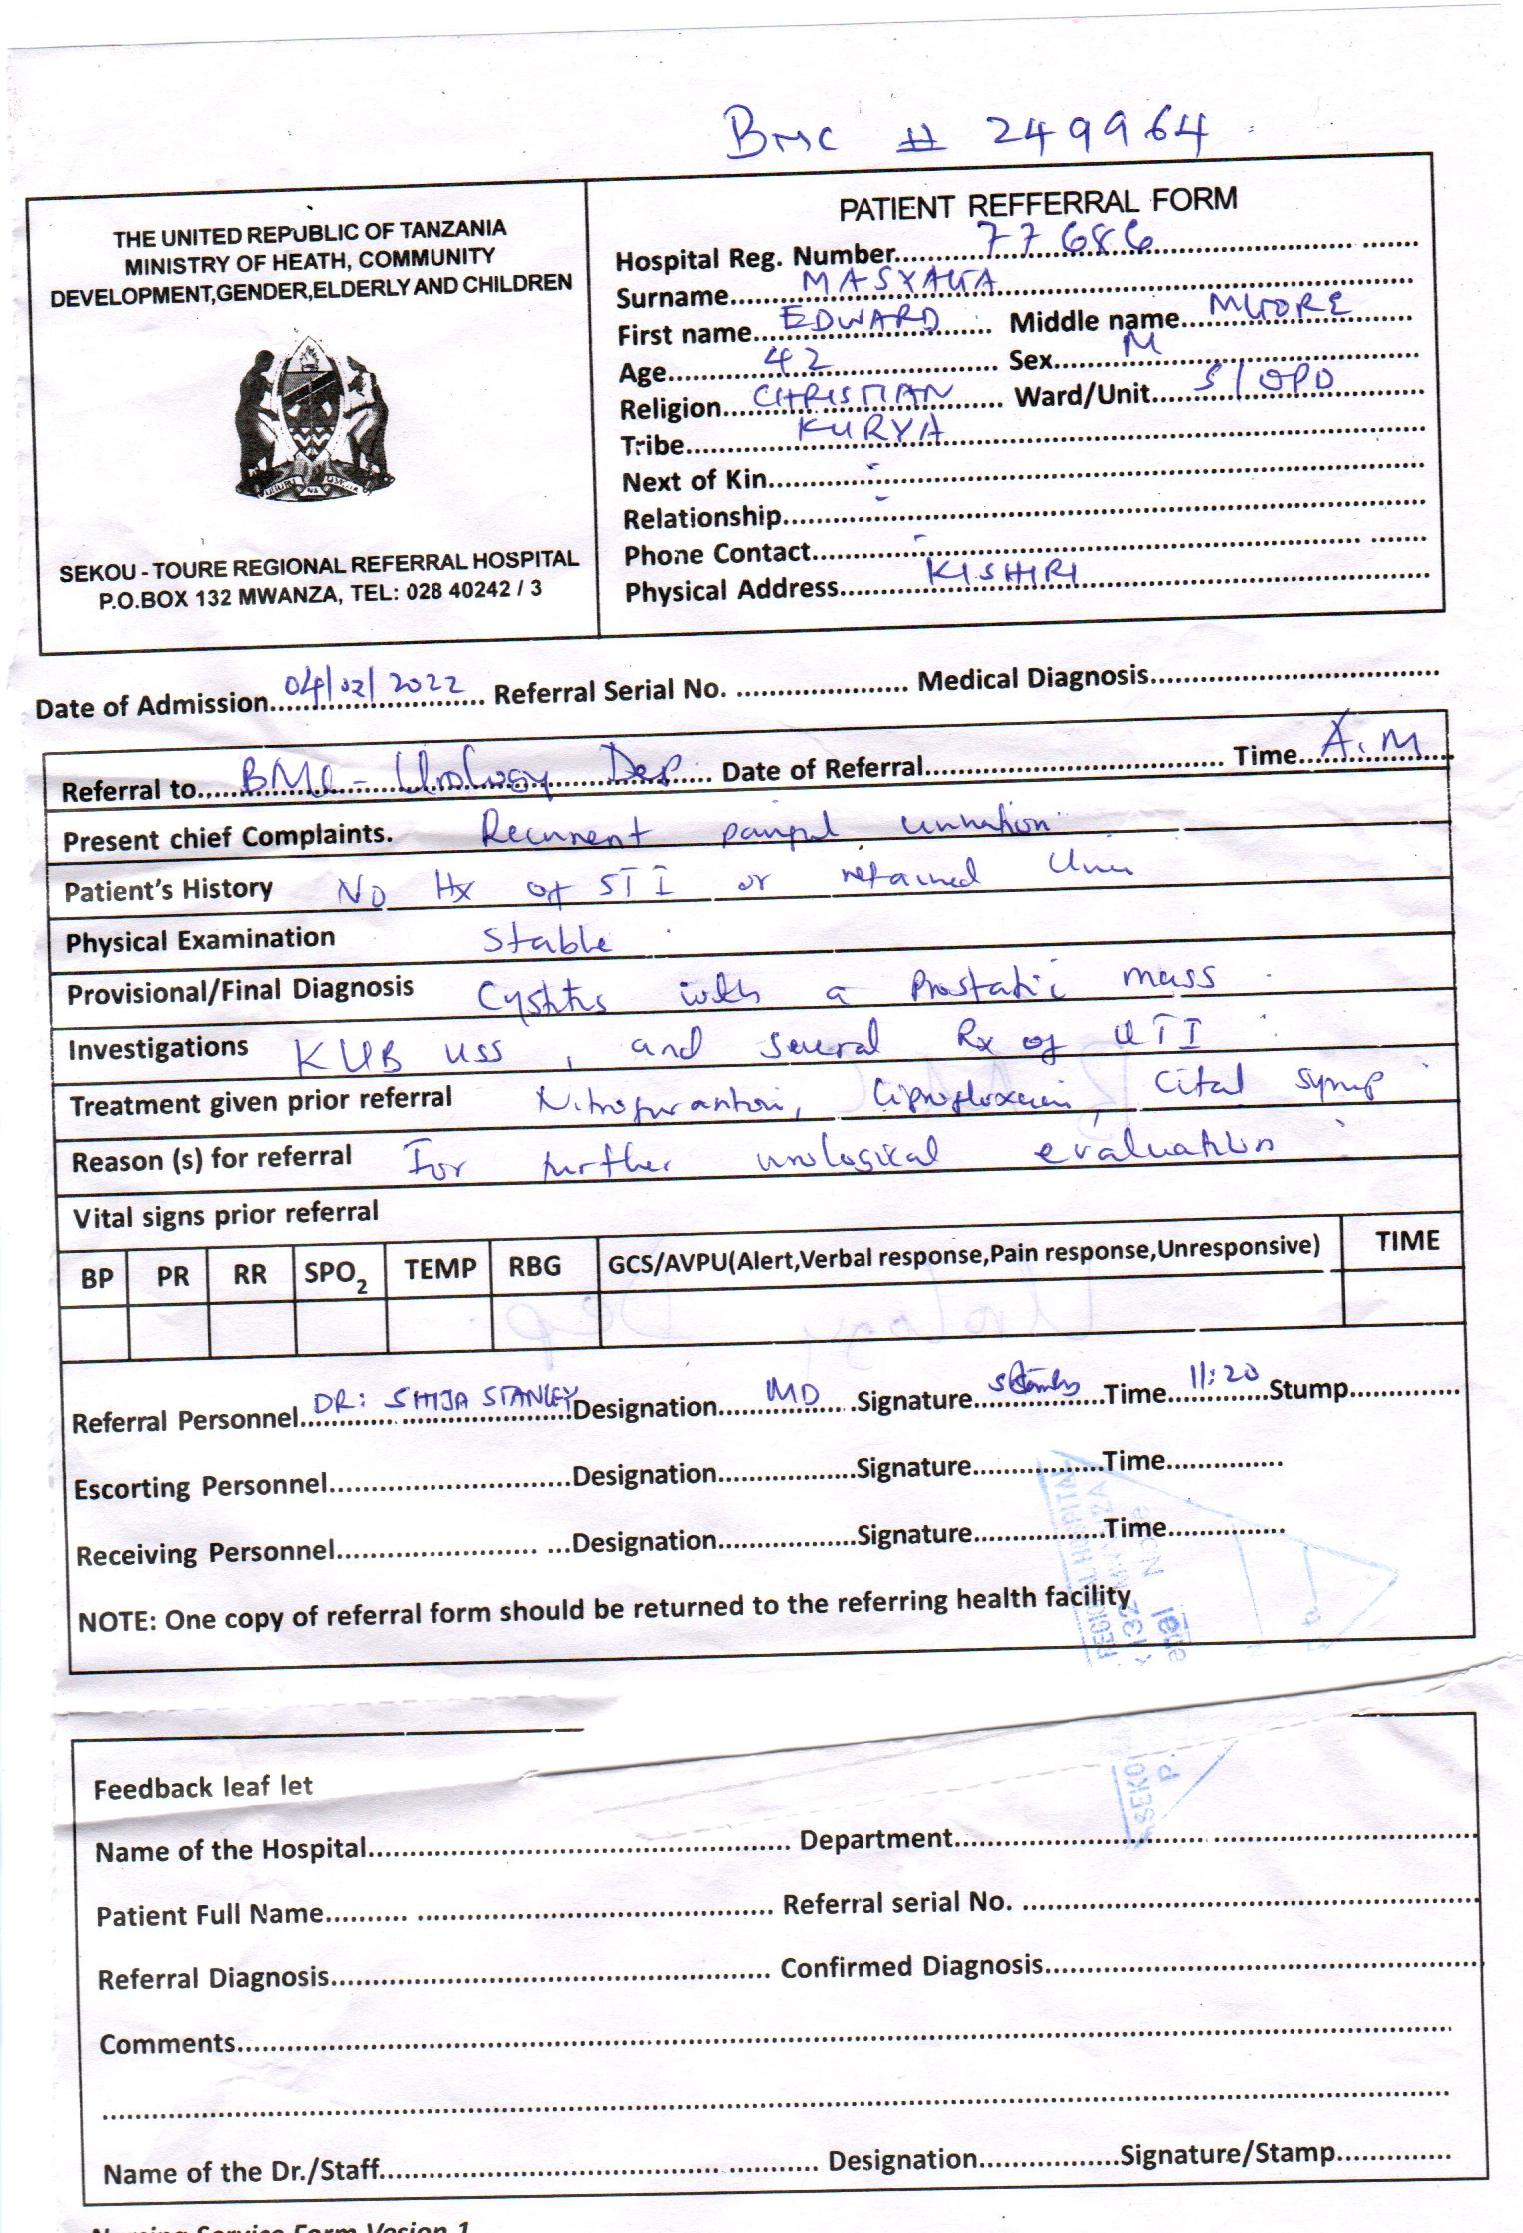 BMC # 249964
THE UNITED REPUBLIC OF TANZANIA
MINISTRY OF HEATH, COMMUNITY
DEVELOPMENT,GENDER,ELDERLY AND CHILDREN
SEKOU - TOURE REGIONAL REFERRAL HOSPITAL
P.O.BOX 132 MWANZA, TEL: 028 40242 / 3
PATIENT REFFERRAL FORM
Hospital Reg. Number 77686
Surname
First name EDWARD Middle name
Age 42 Sex M
Religion CHRISTIAN Ward/Unit S/OPD
Tribe KURYA
Next of Kin -
Relationship -
Phone Contact -
Physical Address KISHIRI
Date of Admission 04/02/2022 Referral Serial No. Medical Diagnosis
Referral to BMC - Urology Dep Date of Referral Time A.M
Present chief Complaints. Recurrent painful urination
Patient's History No Hx of STI or retained
Physical Examination Stable
Provisional/Final Diagnosis Cystitis with a prostatic mass
Investigations KUB USS, and several Rx of UTI
Treatment given prior referral Nitrofurantoin, Ciprofloxacin, Cital syrup
Reason (s) for referral For further urological evaluation
Vital signs prior referral
BP PR RR SPO2 TEMP RBG GCS/AVPU(Alert,Verbal response,Pain response,Unresponsive) TIME
Referral Personnel DR: SHIJA STANLEY Designation MD Signature Time 11:20 Stump
Escorting Personnel Designation Signature Time
Receiving Personnel Designation Signature Time
NOTE: One copy of referral form should be returned to the referring health facility
Feedback leaf let
Name of the Hospital Department
Patient Full Name Referral serial No.
Referral Diagnosis Confirmed Diagnosis
Comments
Name of the Dr./Staff Designation Signature/Stamp
Nursing Service Form Vesion 1